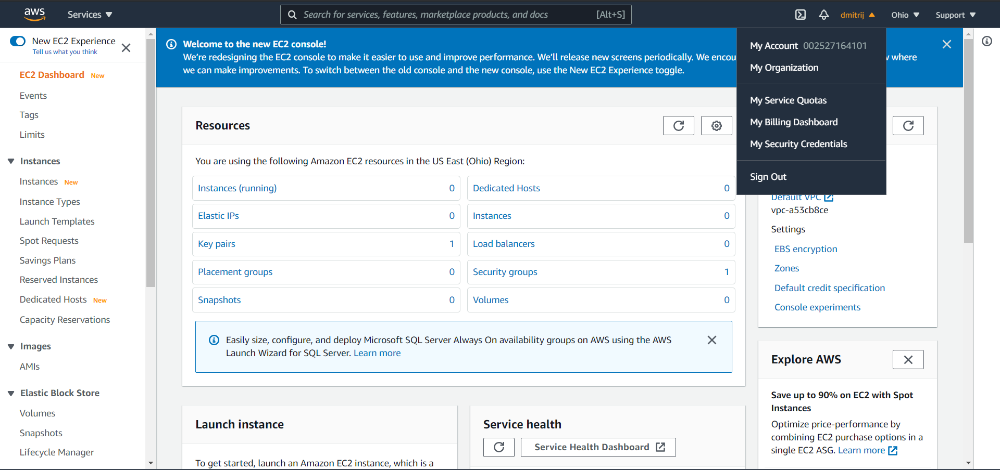 aws
Services
Search for services, features, marketplace products, and docs [Alt+S]
dmitrij
Ohio
Support
New EC2 Experience
Tell us what you think
EC2 Dashboard New
Events
Tags
Limits
Instances
Instances New
Instance Types
Launch Templates
Spot Requests
Savings Plans
Reserved Instances
Dedicated Hosts New
Capacity Reservations
Images
AMIs
Elastic Block Store
Volumes
Snapshots
Lifecycle Manager
Welcome to the new EC2 console!
We're redesigning the EC2 console to make it easier to use and improve performance. We'll release new screens periodically. We encou
where
we can make improvements. To switch between the old console and the new console, use the New EC2 Experience toggle.
My Account 002527164101
My Organization
My Service Quotas
My Billing Dashboard
My Security Credentials
Sign Out
Resources
You are using the following Amazon EC2 resources in the US East (Ohio) Region:
Instances (running) 0
Dedicated Hosts 0
Elastic IPs 0
Instances 0
Key pairs 1
Load balancers 0
Placement groups 0
Security groups 1
Snapshots 0
Volumes 0
Easily size, configure, and deploy Microsoft SQL Server Always On availability groups on AWS using the AWS
Launch Wizard for SQL Server. Learn more
Default VPC
vpc-a53cb8ce
Settings
EBS encryption
Zones
Default credit specification
Console experiments
Explore AWS
Save up to 90% on EC2 with Spot
Instances
Optimize price-performance by
combining EC2 purchase options in a
single EC2 ASG. Learn more
Launch instance
To get started, launch an Amazon EC2 instance, which is a
Service health
Service Health Dashboard